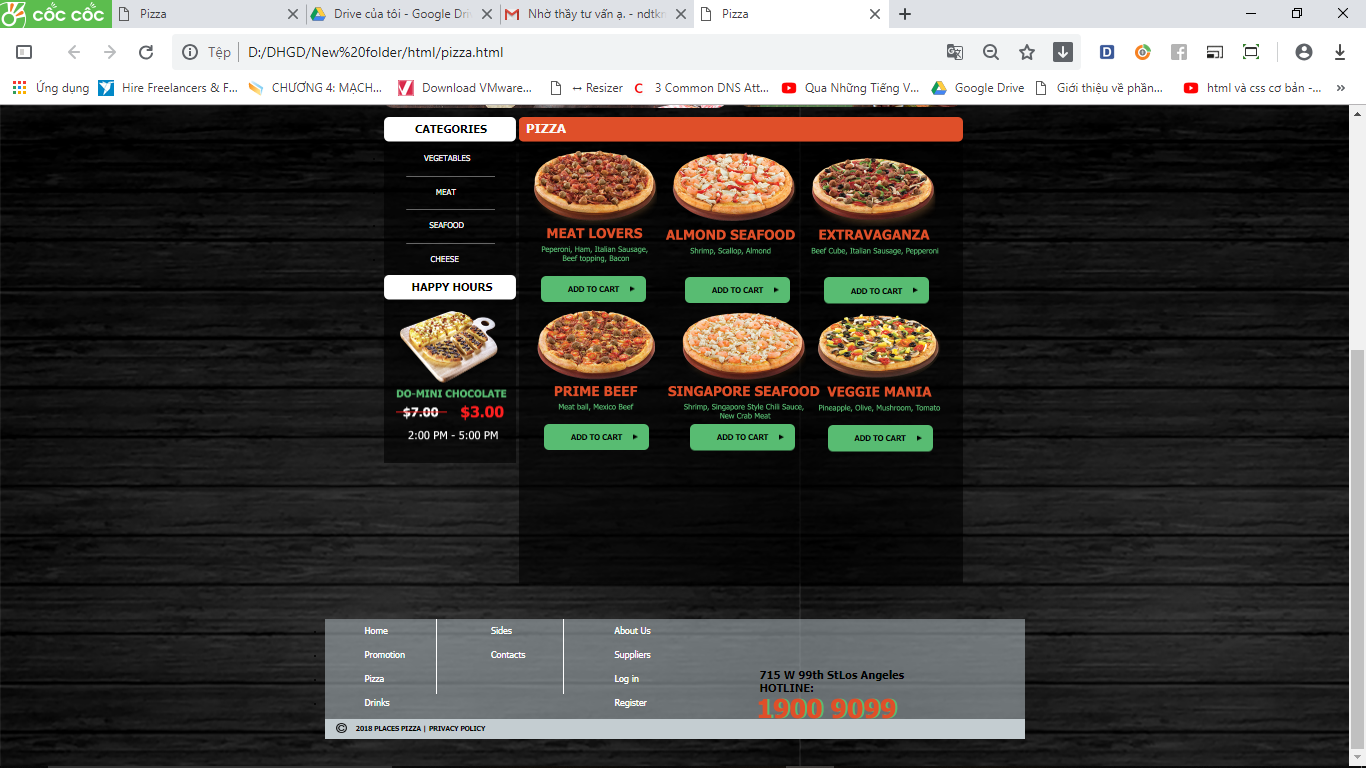 cốc cốc
Pizza
Drive của tôi - Google Dri
Nhờ thầy tư vấn ạ. - ndtkn
Pizza
Tệp
D:/DHGD/New%20folder/html/pizza.html
Ứng dụng
Hire Freelancers & F...
CHƯƠNG 4: MẠCH...
Download VMware...
↔ Resizer
3 Common DNS Att...
Qua Những Tiếng V...
Google Drive
Giới thiệu về phần...
html và css cơ bản -...
»
CATEGORIES
VEGETABLES
MEAT
SEAFOOD
CHEESE
HAPPY HOURS
DO-MINI CHOCOLATE
$7.00 $3.00
2:00 PM - 5:00 PM
PIZZA
MEAT LOVERS
Peperoni, Ham, Italian Sausage,
Beef topping, Bacon
ADD TO CART
ALMOND SEAFOOD
Shrimp, Scallop, Almond
ADD TO CART
EXTRAVAGANZA
Beef Cube, Italian Sausage, Pepperoni
ADD TO CART
PRIME BEEF
Meat ball, Mexico Beef
ADD TO CART
SINGAPORE SEAFOOD
Shrimp, Singapore Style Chili Sauce,
New Crab Meat
ADD TO CART
VEGGIE MANIA
Pineapple, Olive, Mushroom, Tomato
ADD TO CART
Home
Promotion
Pizza
Drinks
Sides
Contacts
About Us
Suppliers
Log in
Register
715 W 99th StLos Angeles
HOTLINE:
1900 9099
© 2018 PLACES PIZZA | PRIVACY POLICY